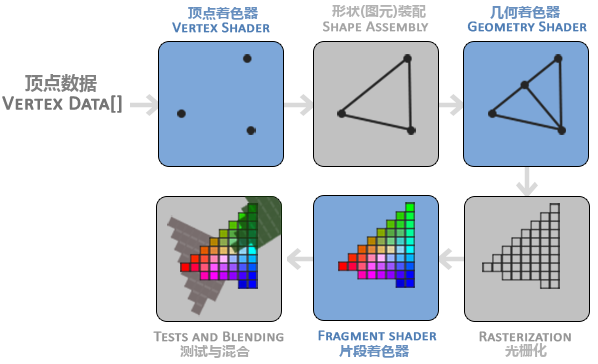 顶点着色器
VERTEX SHADER
形状(图元)装配
SHAPE ASSEMBLY
几何着色器
GEOMETRY SHADER
顶点数据
VERTEX DATA[]
TESTS AND BLENDING
测试与混合
FRAGMENT SHADER
片段着色器
RASTERIZATION
光栅化